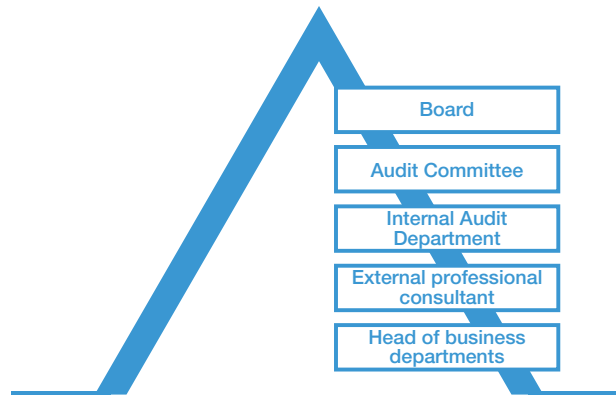 Board
Audit Committee
Internal Audit
Department
External professional
consultant
Head of business
departments